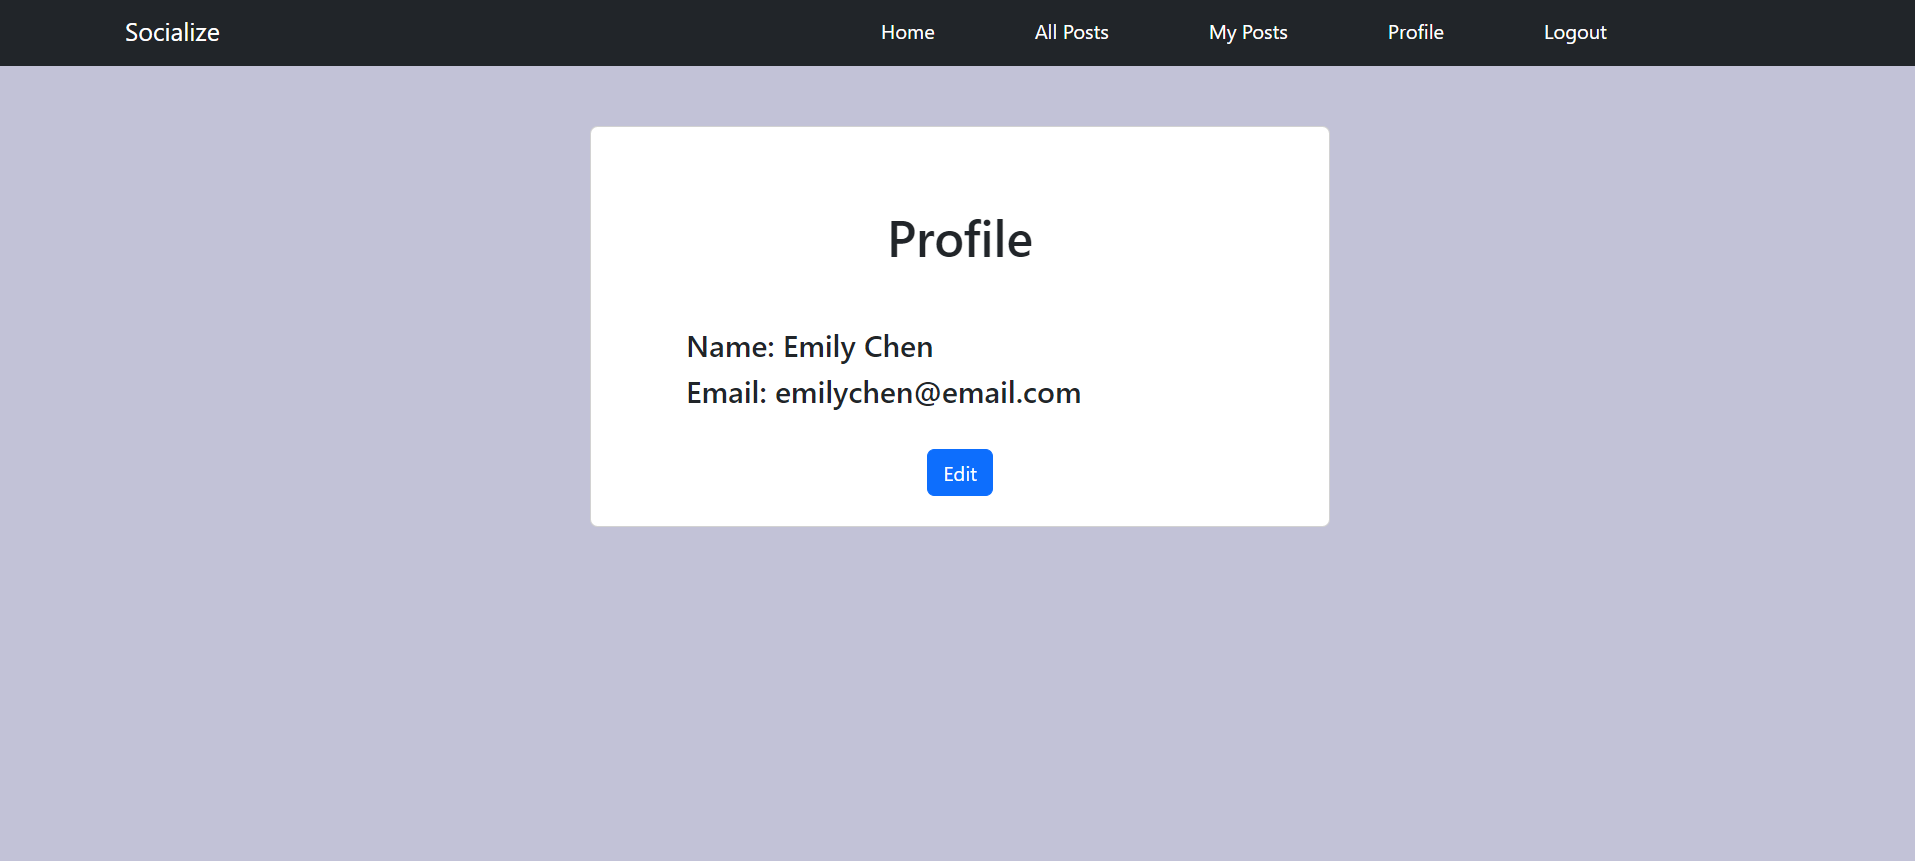 Socialize Home All Posts My Posts Profile Logout
Profile
Name: Emily Chen
Email: emilychen@email.com
Edit